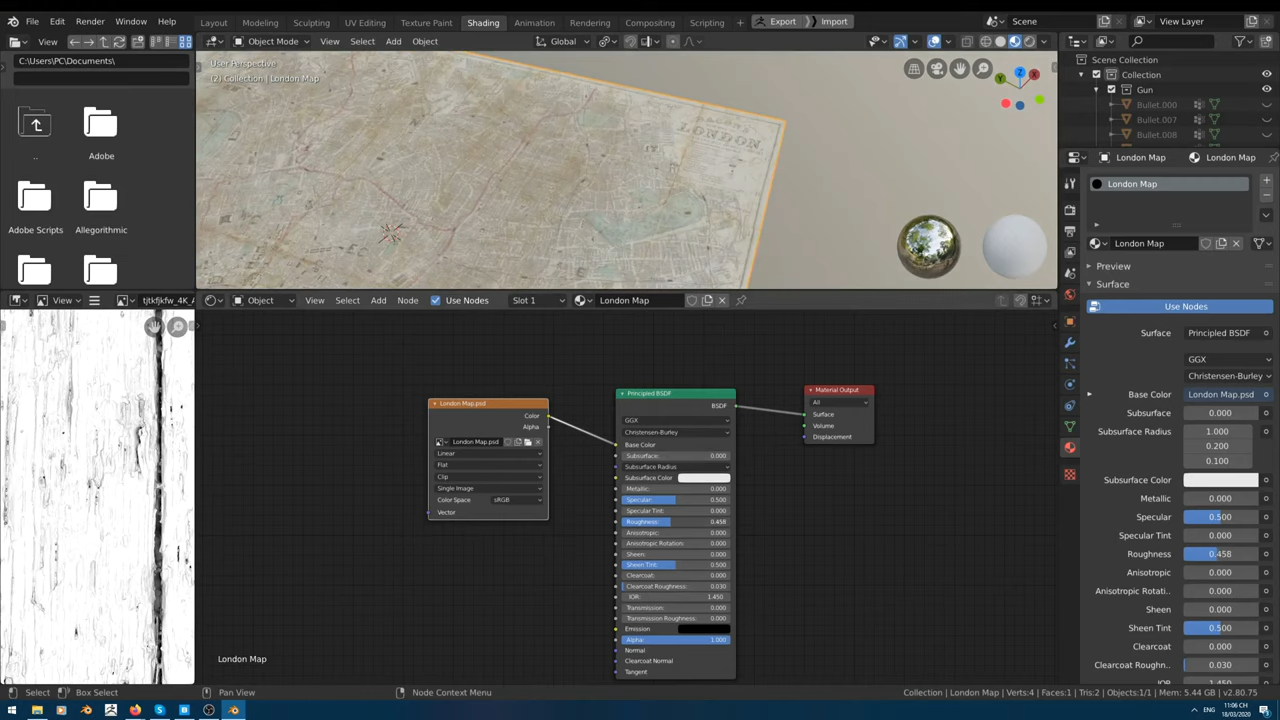 File Edit Render Window Help
Layout Modeling Sculpting UV Editing Texture Paint Shading Animation Rendering Compositing Scripting + Export Import
Scene View Layer
View
Object Mode View Select Add Object Global
C:\Users\PC\Documents\
User Perspective
(2) Collection | London Map
LONDON
..
Adobe
Adobe Scripts
Allegorithmic
Scene Collection
Collection
Gun
Bullet.000
Bullet.007
Bullet.008
London Map London Map
London Map
London Map
Preview
Surface
Use Nodes
Surface Principled BSDF
GGX
Christensen-Burley
Base Color London Map.psd
Subsurface 0.000
Subsurface Radius 1.000
0.200
0.100
Subsurface Color
Metallic 0.000
Specular 0.500
Specular Tint 0.000
Roughness 0.458
Anisotropic 0.000
Anisotropic Rotati.. 0.000
Sheen 0.000
Sheen Tint 0.500
Clearcoat 0.000
Clearcoat Roughn.. 0.030
View tjtkfjkfw_4K_A
Object View Select Add Node Use Nodes Slot 1 London Map
London Map.psd
Color
Alpha
London Map.psd
Linear
Flat
Clip
Single Image
Color Space sRGB
Vector
Principled BSDF
BSDF
GGX
Christensen-Burley
Base Color
Subsurface: 0.000
Subsurface Radius
Subsurface Color
Metallic: 0.000
Specular: 0.500
Specular Tint: 0.000
Roughness: 0.458
Anisotropic: 0.000
Anisotropic Rotation: 0.000
Sheen: 0.000
Sheen Tint: 0.500
Clearcoat: 0.000
Clearcoat Roughness: 0.030
IOR: 1.450
Transmission: 0.000
Transmission Roughness: 0.000
Emission
Alpha: 1.000
Normal
Clearcoat Normal
Tangent
Material Output
All
Surface
Volume
Displacement
London Map
Select Box Select Pan View Node Context Menu
Collection | London Map | Verts:4 | Faces:1 | Tris:2 | Objects:1/1 | Mem: 5.44 GB | v2.80.75
ENG
11:06 CH
18/03/2020